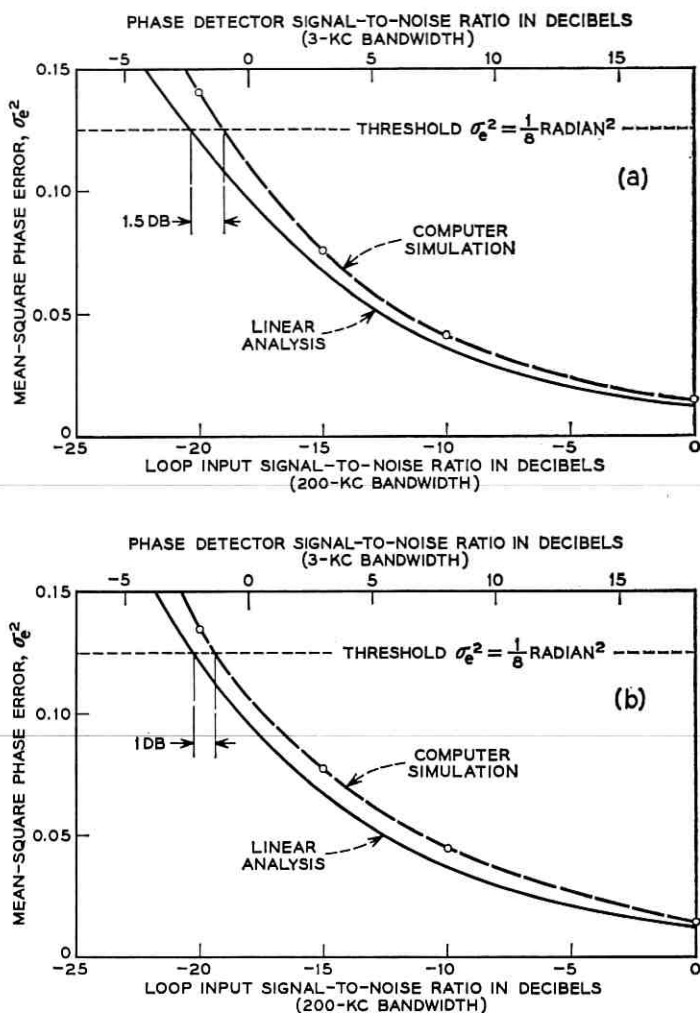 PHASE DETECTOR SIGNAL-TO-NOISE RATIO IN DECIBELS
(3-KC BANDWIDTH)
-5 0 5 10 15
0.15
THRESHOLD σe² = 1/8 RADIAN²
(a)
0.10
1.5 DB
COMPUTER
SIMULATION
0.05
LINEAR
ANALYSIS
0
MEAN-SQUARE PHASE ERROR, σe²
-25 -20 -15 -10 -5 0
LOOP INPUT SIGNAL-TO-NOISE RATIO IN DECIBELS
(200-KC BANDWIDTH)
PHASE DETECTOR SIGNAL-TO-NOISE RATIO IN DECIBELS
(3-KC BANDWIDTH)
-5 0 5 10 15
0.15
THRESHOLD σe² = 1/8 RADIAN²
(b)
0.10
1 DB
COMPUTER
SIMULATION
0.05
LINEAR
ANALYSIS
0
MEAN-SQUARE PHASE ERROR, σe²
-25 -20 -15 -10 -5 0
LOOP INPUT SIGNAL-TO-NOISE RATIO IN DECIBELS
(200-KC BANDWIDTH)